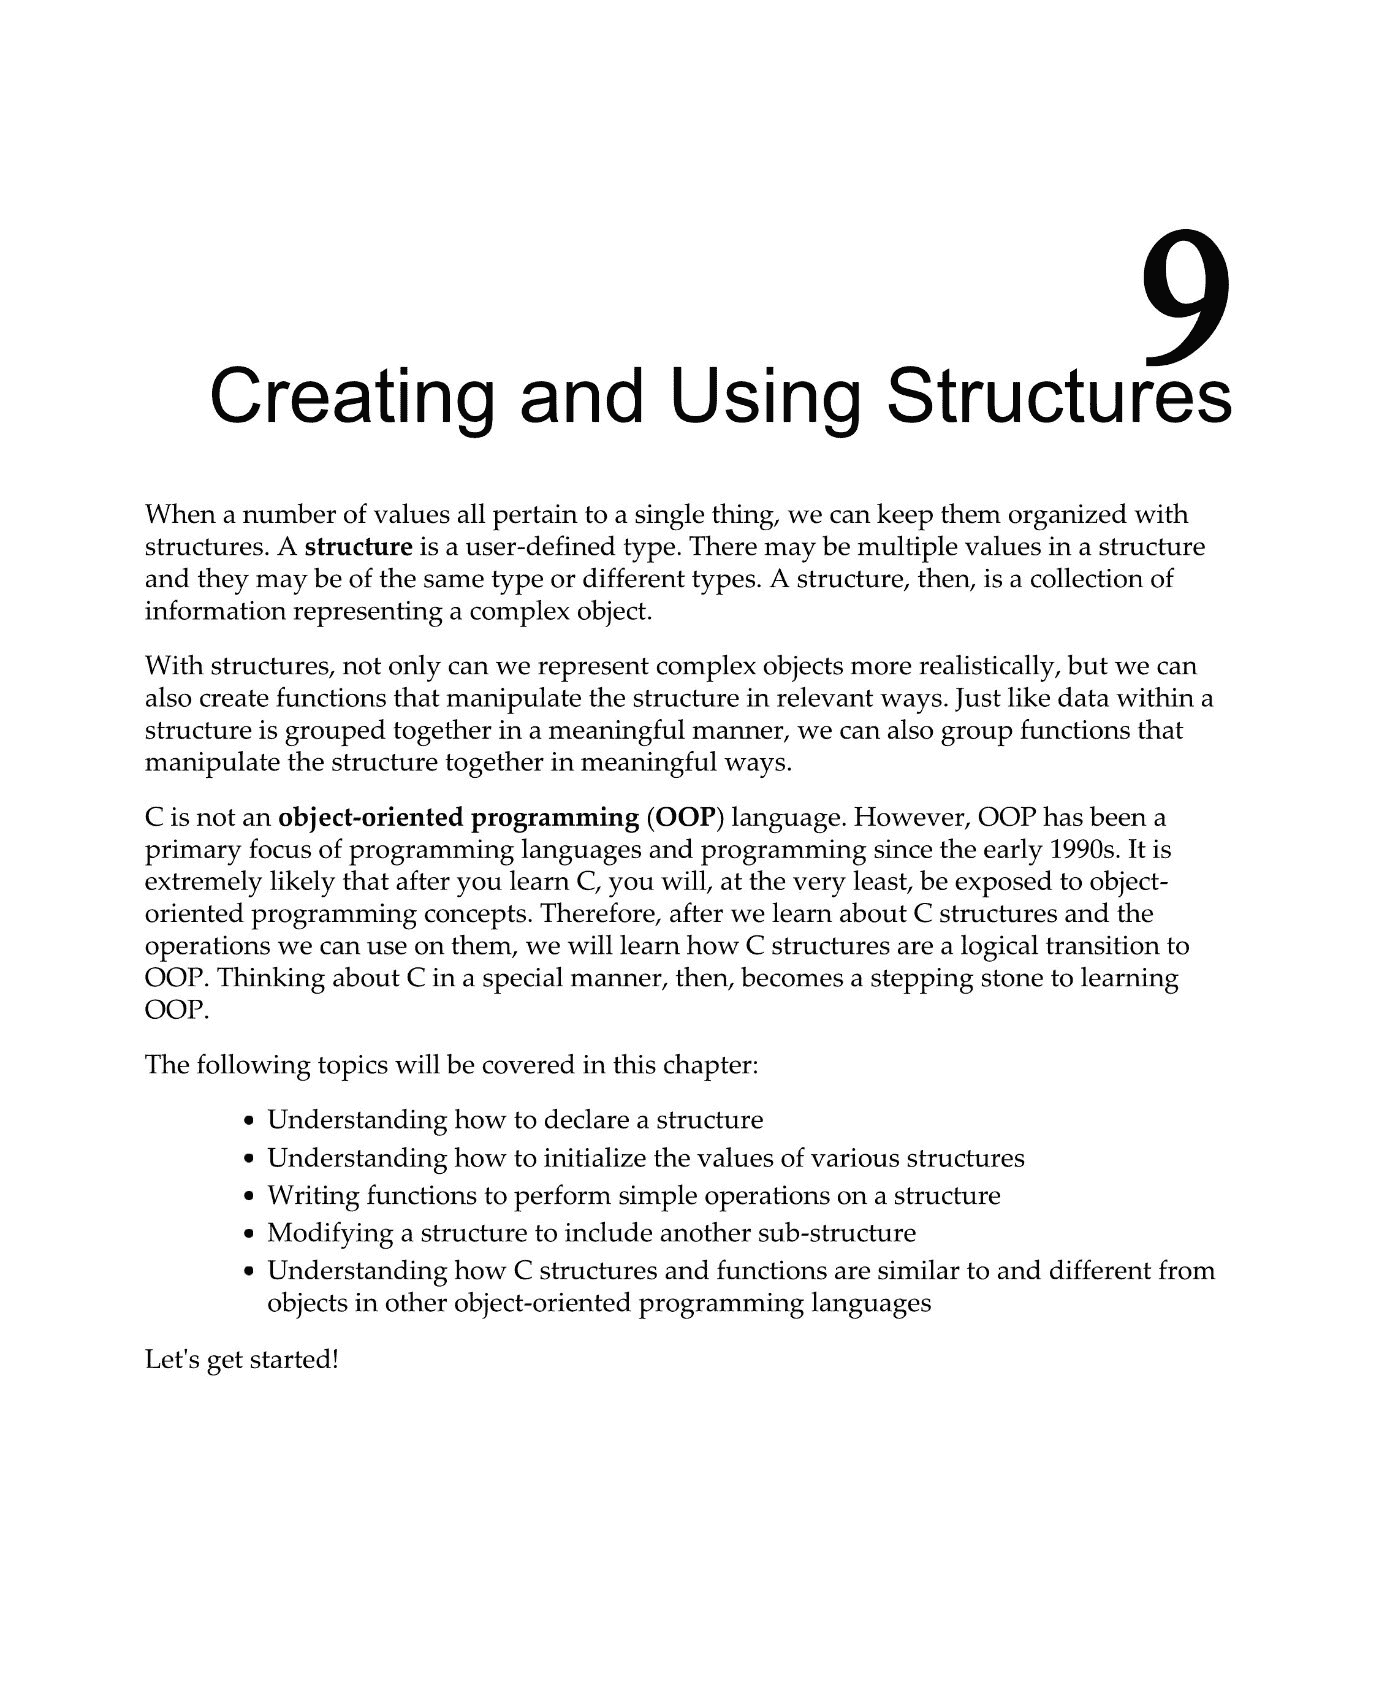 9
Creating and Using Structures
When a number of values all pertain to a single thing, we can keep them organized with
structures. A structure is a user-defined type. There may be multiple values in a structure
and they may be of the same type or different types. A structure, then, is a collection of
information representing a complex object.
With structures, not only can we represent complex objects more realistically, but we can
also create functions that manipulate the structure in relevant ways. Just like data within a
structure is grouped together in a meaningful manner, we can also group functions that
manipulate the structure together in meaningful ways.
C is not an object-oriented programming (OOP) language. However, OOP has been a
primary focus of programming languages and programming since the early 1990s. It is
extremely likely that after you learn C, you will, at the very least, be exposed to object-
oriented programming concepts. Therefore, after we learn about C structures and the
operations we can use on them, we will learn how C structures are a logical transition to
OOP. Thinking about C in a special manner, then, becomes a stepping stone to learning
OOP.
The following topics will be covered in this chapter:
• Understanding how to declare a structure
• Understanding how to initialize the values of various structures
• Writing functions to perform simple operations on a structure
• Modifying a structure to include another sub-structure
• Understanding how C structures and functions are similar to and different from
objects in other object-oriented programming languages
Let's get started!